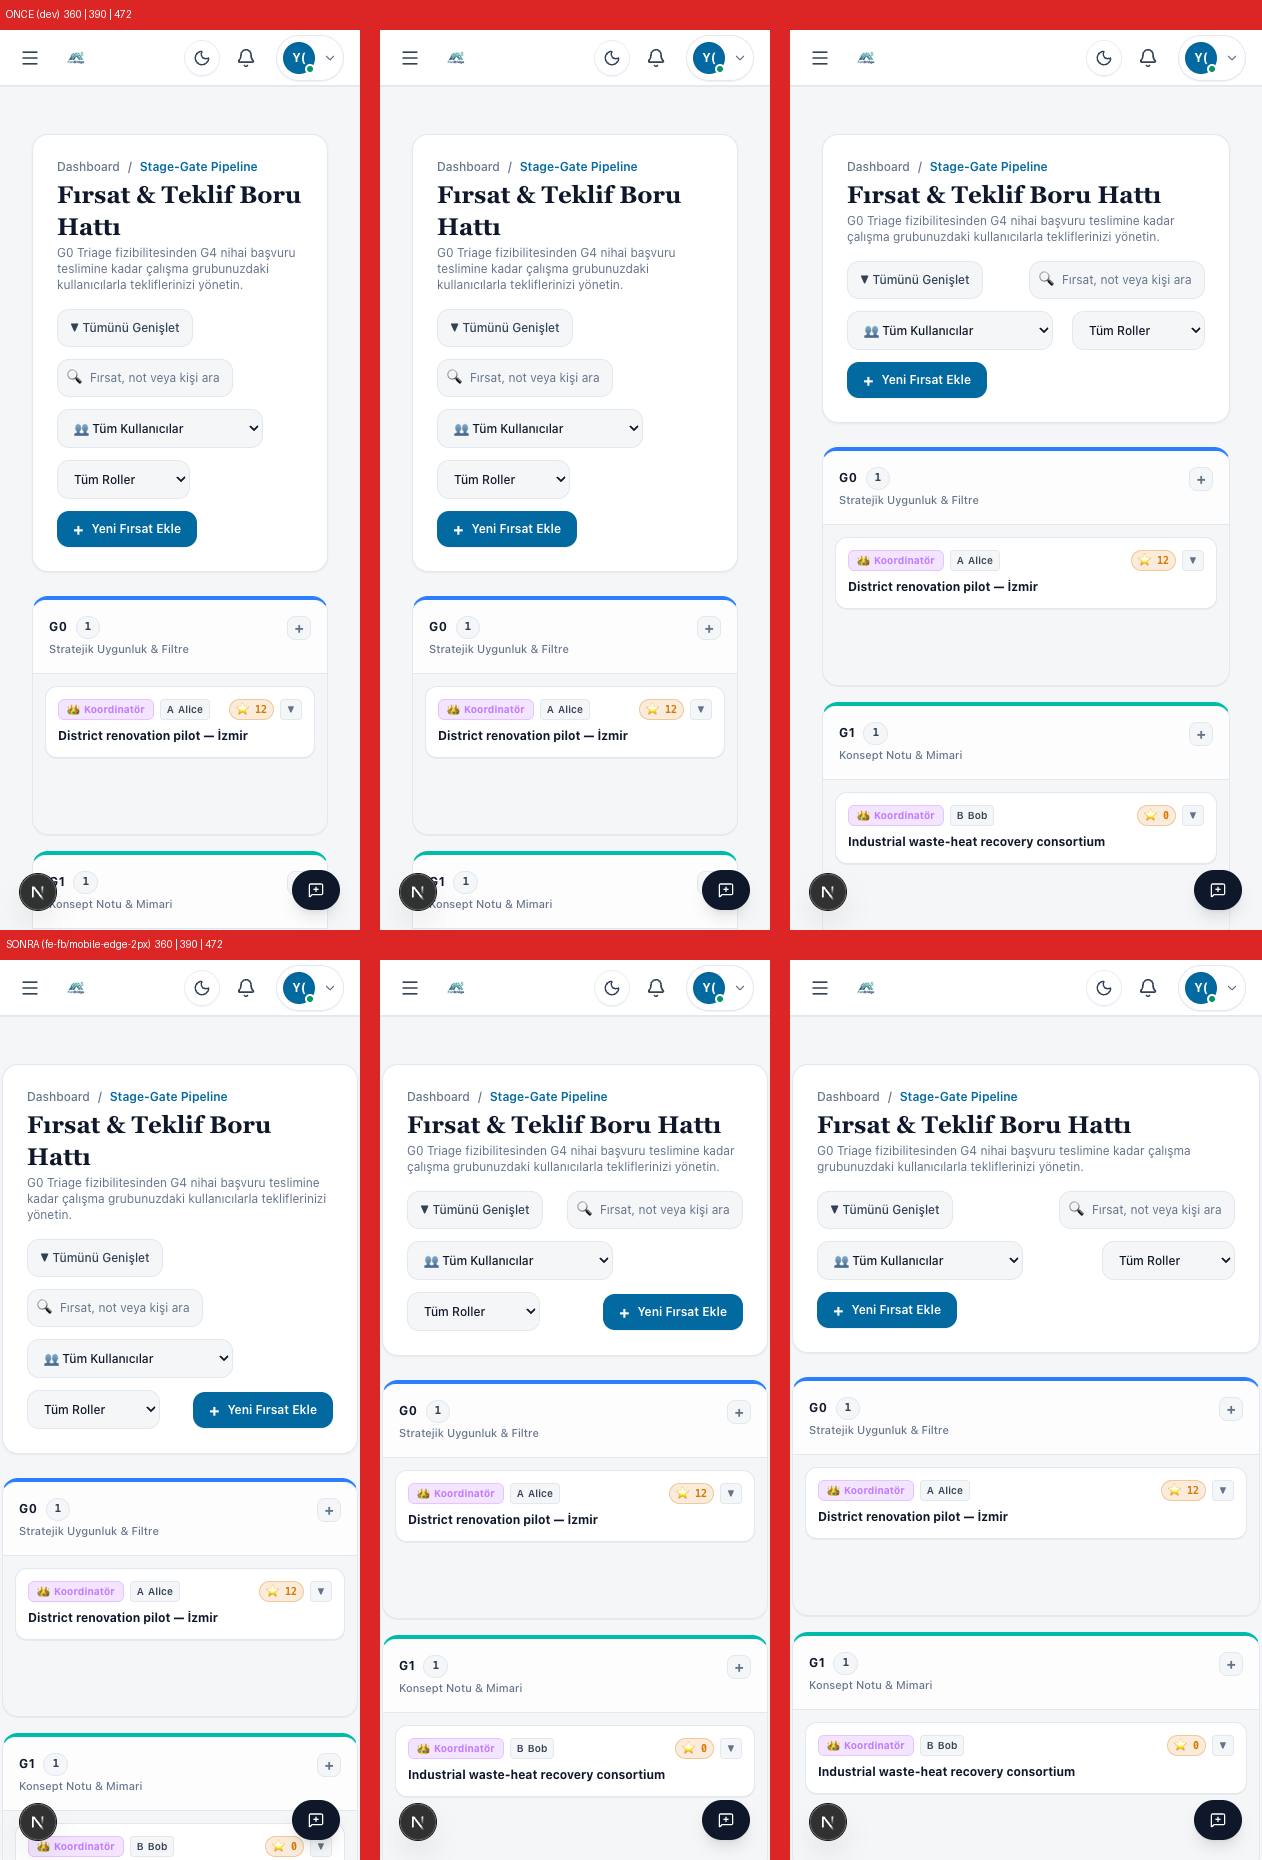 ONCE (dev) 360 | 390 | 472
Y(
Dashboard / Stage-Gate Pipeline
Fırsat & Teklif Boru
Hattı
G0 Triage fizibilitesinden G4 nihai başvuru
teslimine kadar çalışma grubunuzdaki
kullanıcılarla tekliflerinizi yönetin.
▼ Tümünü Genişlet
Fırsat, not veya kişi ara
Tüm Kullanıcılar
Tüm Roller
+ Yeni Fırsat Ekle
G0 1 +
Stratejik Uygunluk & Filtre
Koordinatör A Alice 12 ▼
District renovation pilot — İzmir
G1 1
Konsept Notu & Mimari
N
Y(
Dashboard / Stage-Gate Pipeline
Fırsat & Teklif Boru
Hattı
G0 Triage fizibilitesinden G4 nihai başvuru
teslimine kadar çalışma grubunuzdaki
kullanıcılarla tekliflerinizi yönetin.
▼ Tümünü Genişlet
Fırsat, not veya kişi ara
Tüm Kullanıcılar
Tüm Roller
+ Yeni Fırsat Ekle
G0 1 +
Stratejik Uygunluk & Filtre
Koordinatör A Alice 12 ▼
District renovation pilot — İzmir
G1 1
Konsept Notu & Mimari
N
Y(
Dashboard / Stage-Gate Pipeline
Fırsat & Teklif Boru Hattı
G0 Triage fizibilitesinden G4 nihai başvuru teslimine kadar
çalışma grubunuzdaki kullanıcılarla tekliflerinizi yönetin.
▼ Tümünü Genişlet Fırsat, not veya kişi ara
Tüm Kullanıcılar Tüm Roller
+ Yeni Fırsat Ekle
G0 1 +
Stratejik Uygunluk & Filtre
Koordinatör A Alice 12 ▼
District renovation pilot — İzmir
G1 1 +
Konsept Notu & Mimari
Koordinatör B Bob 0 ▼
Industrial waste-heat recovery consortium
N
SONRA (fe-fb/mobile-edge-2px) 360 | 390 | 472
Y(
Dashboard / Stage-Gate Pipeline
Fırsat & Teklif Boru
Hattı
G0 Triage fizibilitesinden G4 nihai başvuru teslimine
kadar çalışma grubunuzdaki kullanıcılarla tekliflerinizi
yönetin.
▼ Tümünü Genişlet
Fırsat, not veya kişi ara
Tüm Kullanıcılar
Tüm Roller + Yeni Fırsat Ekle
G0 1 +
Stratejik Uygunluk & Filtre
Koordinatör A Alice 12 ▼
District renovation pilot — İzmir
G1 1 +
Konsept Notu & Mimari
N
Koordinatör B Bob 0 ▼
Y(
Dashboard / Stage-Gate Pipeline
Fırsat & Teklif Boru Hattı
G0 Triage fizibilitesinden G4 nihai başvuru teslimine kadar
çalışma grubunuzdaki kullanıcılarla tekliflerinizi yönetin.
▼ Tümünü Genişlet Fırsat, not veya kişi ara
Tüm Kullanıcılar
Tüm Roller + Yeni Fırsat Ekle
G0 1 +
Stratejik Uygunluk & Filtre
Koordinatör A Alice 12 ▼
District renovation pilot — İzmir
G1 1 +
Konsept Notu & Mimari
Koordinatör B Bob 0 ▼
Industrial waste-heat recovery consortium
N
Y(
Dashboard / Stage-Gate Pipeline
Fırsat & Teklif Boru Hattı
G0 Triage fizibilitesinden G4 nihai başvuru teslimine kadar çalışma
grubunuzdaki kullanıcılarla tekliflerinizi yönetin.
▼ Tümünü Genişlet Fırsat, not veya kişi ara
Tüm Kullanıcılar Tüm Roller
+ Yeni Fırsat Ekle
G0 1 +
Stratejik Uygunluk & Filtre
Koordinatör A Alice 12 ▼
District renovation pilot — İzmir
G1 1 +
Konsept Notu & Mimari
Koordinatör B Bob 0 ▼
Industrial waste-heat recovery consortium
N